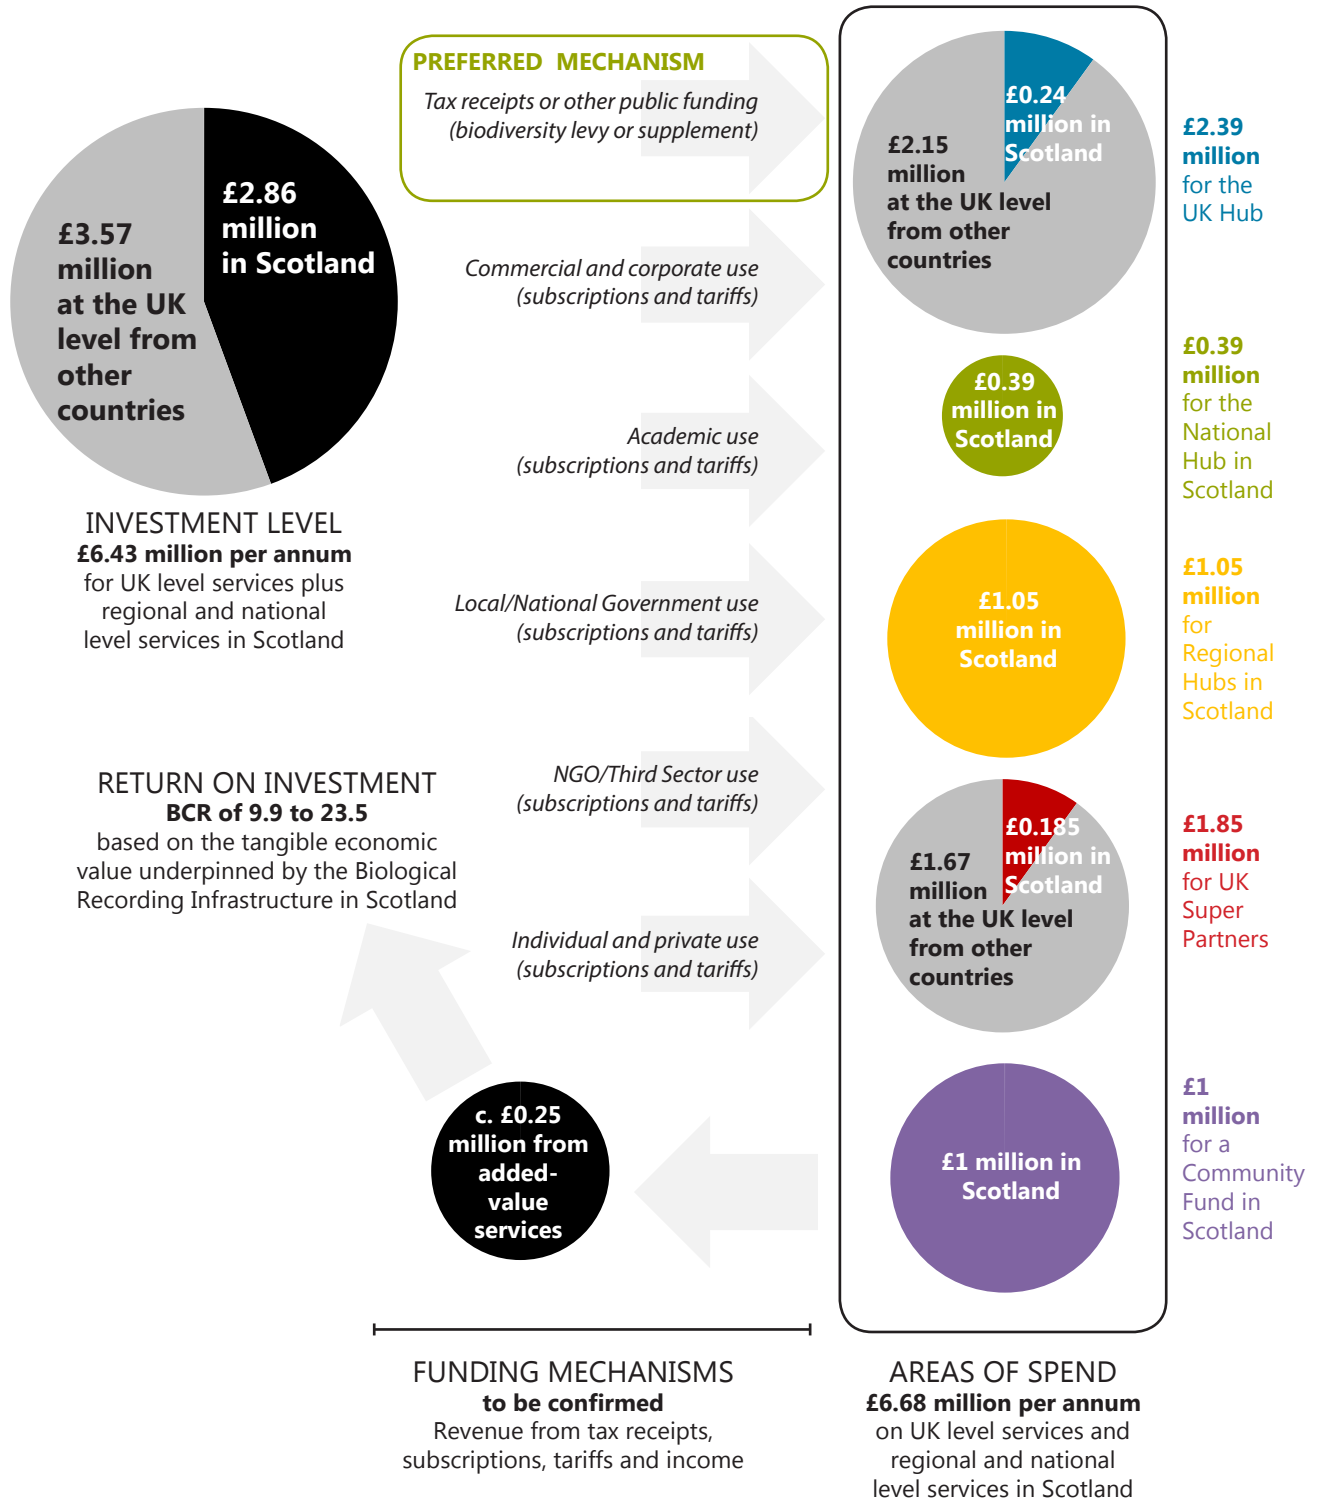 £3.57
million
at the UK
level from
other
countries
£2.86
million
in Scotland
INVESTMENT LEVEL
£6.43 million per annum
for UK level services plus
regional and national
level services in Scotland
RETURN ON INVESTMENT
BCR of 9.9 to 23.5
based on the tangible economic
value underpinned by the Biological
Recording Infrastructure in Scotland
PREFERRED MECHANISM
Tax receipts or other public funding
(biodiversity levy or supplement)
Commercial and corporate use
(subscriptions and tariffs)
Academic use
(subscriptions and tariffs)
Local/National Government use
(subscriptions and tariffs)
NGO/Third Sector use
(subscriptions and tariffs)
Individual and private use
(subscriptions and tariffs)
c. £0.25
million from
added-
value
services
FUNDING MECHANISMS
to be confirmed
Revenue from tax receipts,
subscriptions, tariffs and income
£0.24
million in
Scotland
£2.15
million
at the UK level
from other
countries
£2.39
million
for the
UK Hub
£0.39
million in
Scotland
£0.39
million
for the
National
Hub in
Scotland
£1.05
million in
Scotland
£1.05
million
for
Regional
Hubs in
Scotland
£0.185
million in
Scotland
£1.67
million
at the UK level
from other
countries
£1.85
million
for UK
Super
Partners
£1 million in
Scotland
£1
million
for a
Community
Fund in
Scotland
AREAS OF SPEND
£6.68 million per annum
on UK level services and
regional and national
level services in Scotland